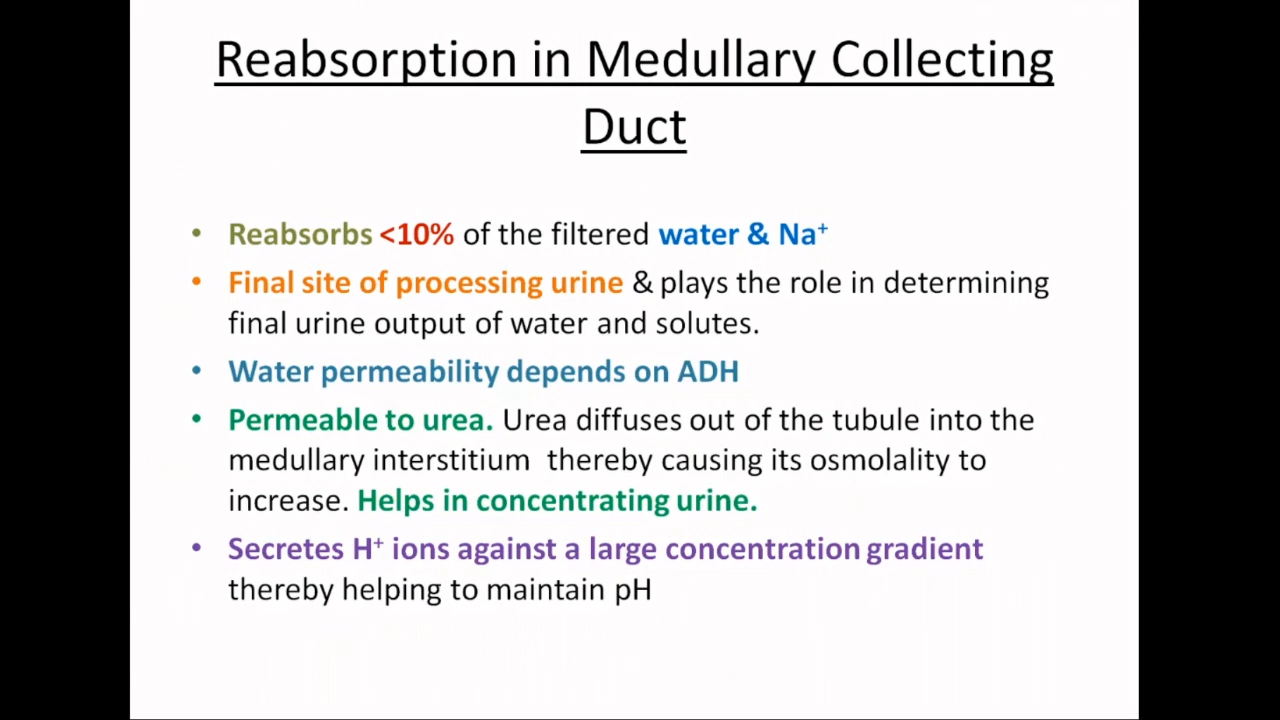 Reabsorption in Medullary Collecting
Duct
• Reabsorbs <10% of the filtered water & Na⁺
• Final site of processing urine & plays the role in determining
final urine output of water and solutes.
• Water permeability depends on ADH
• Permeable to urea. Urea diffuses out of the tubule into the
medullary interstitium thereby causing its osmolality to
increase. Helps in concentrating urine.
• Secretes H⁺ ions against a large concentration gradient
thereby helping to maintain pH